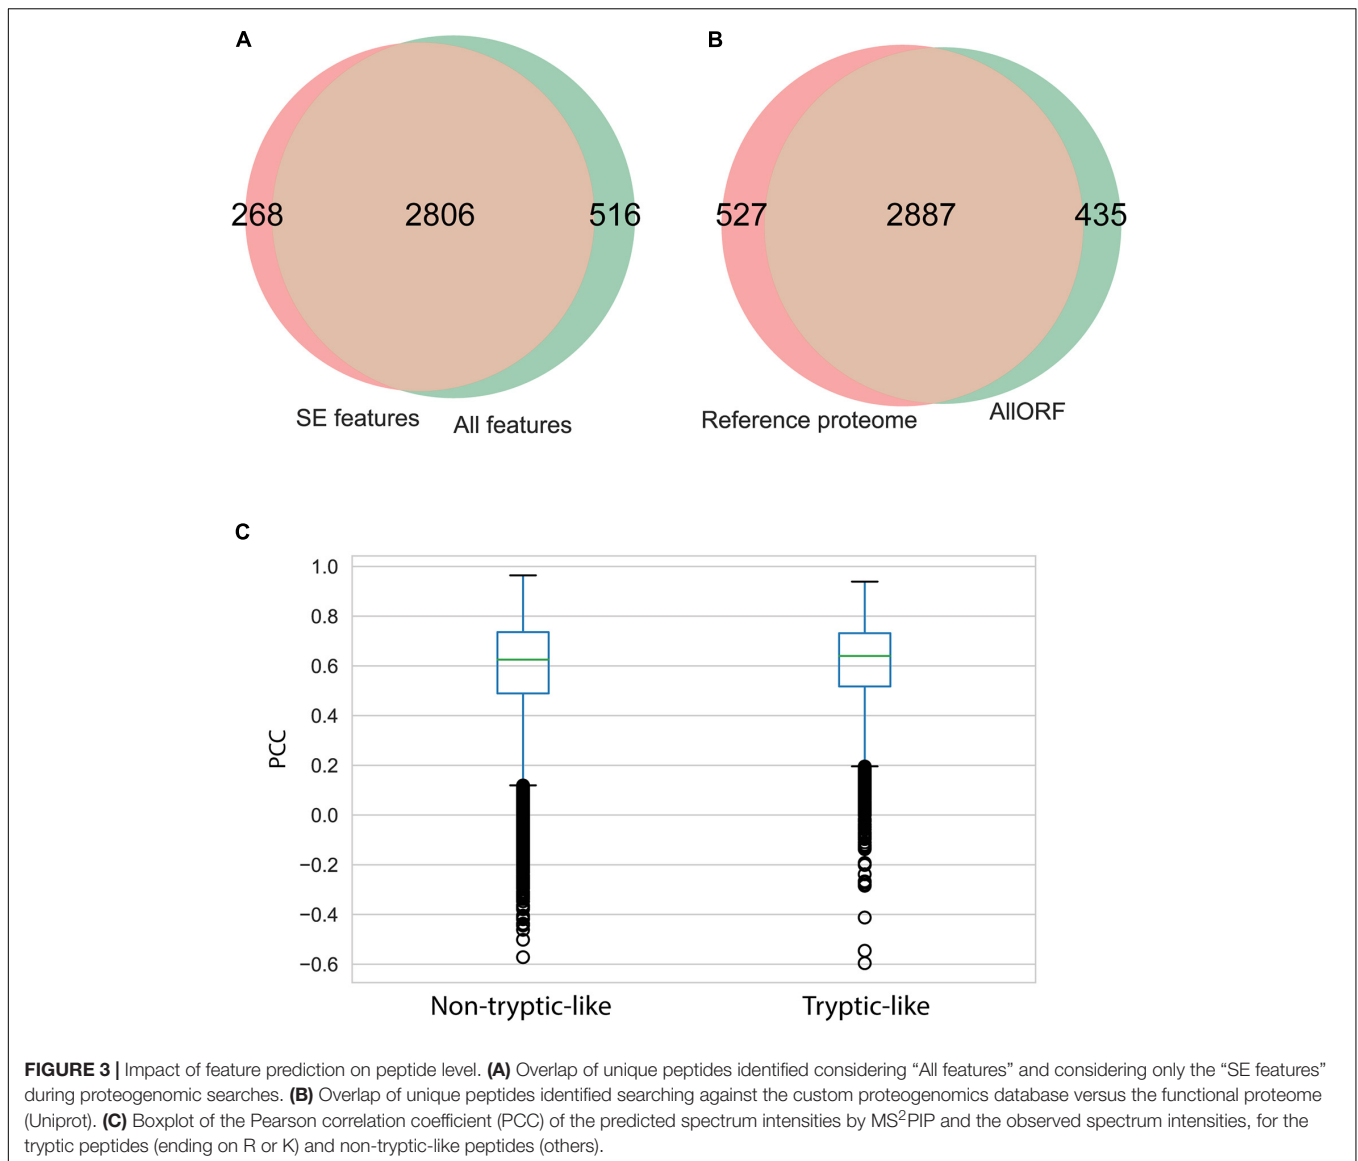 A
B
268
2806
516
527
2887
435
SE features
All features
Reference proteome
AllORF
C
1.0
0.8
0.6
0.4
0.2
0.0
−0.2
−0.4
−0.6
PCC
Non-tryptic-like
Tryptic-like
FIGURE 3 | Impact of feature prediction on peptide level. (A) Overlap of unique peptides identified considering “All features” and considering only the “SE features”
during proteogenomic searches. (B) Overlap of unique peptides identified searching against the custom proteogenomics database versus the functional proteome
(Uniprot). (C) Boxplot of the Pearson correlation coefficient (PCC) of the predicted spectrum intensities by MS²PIP and the observed spectrum intensities, for the
tryptic peptides (ending on R or K) and non-tryptic-like peptides (others).